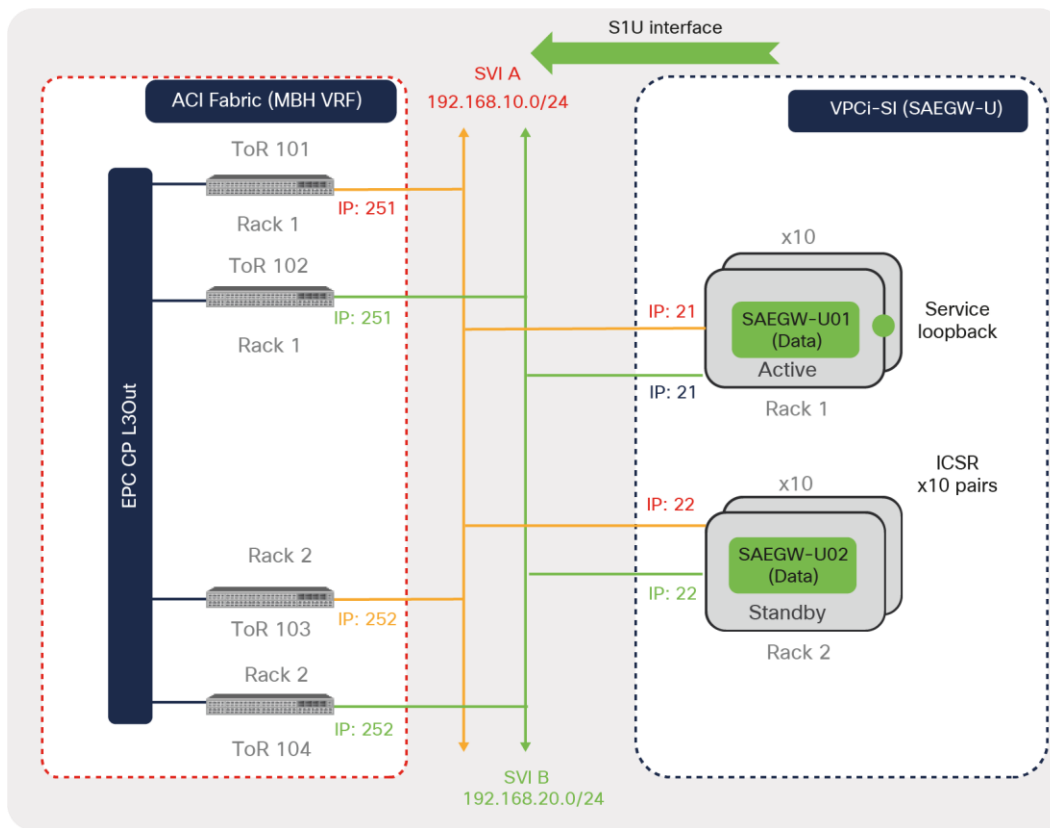 S1U interface
SVI A
192.168.10.0/24
ACI Fabric (MBH VRF)
VPCi-SI (SAEGW-U)
EPC CP L3Out
ToR 101
IP: 251
Rack 1
ToR 102
IP: 251
Rack 1
Rack 2
IP: 252
ToR 103
Rack 2
IP: 252
ToR 104
x10
IP: 21
SAEGW-U01
(Data)
Active
Service
loopback
IP: 21
Rack 1
ICSR
x10 pairs
x10
IP: 22
SAEGW-U02
(Data)
IP: 22
Standby
Rack 2
SVI B
192.168.20.0/24